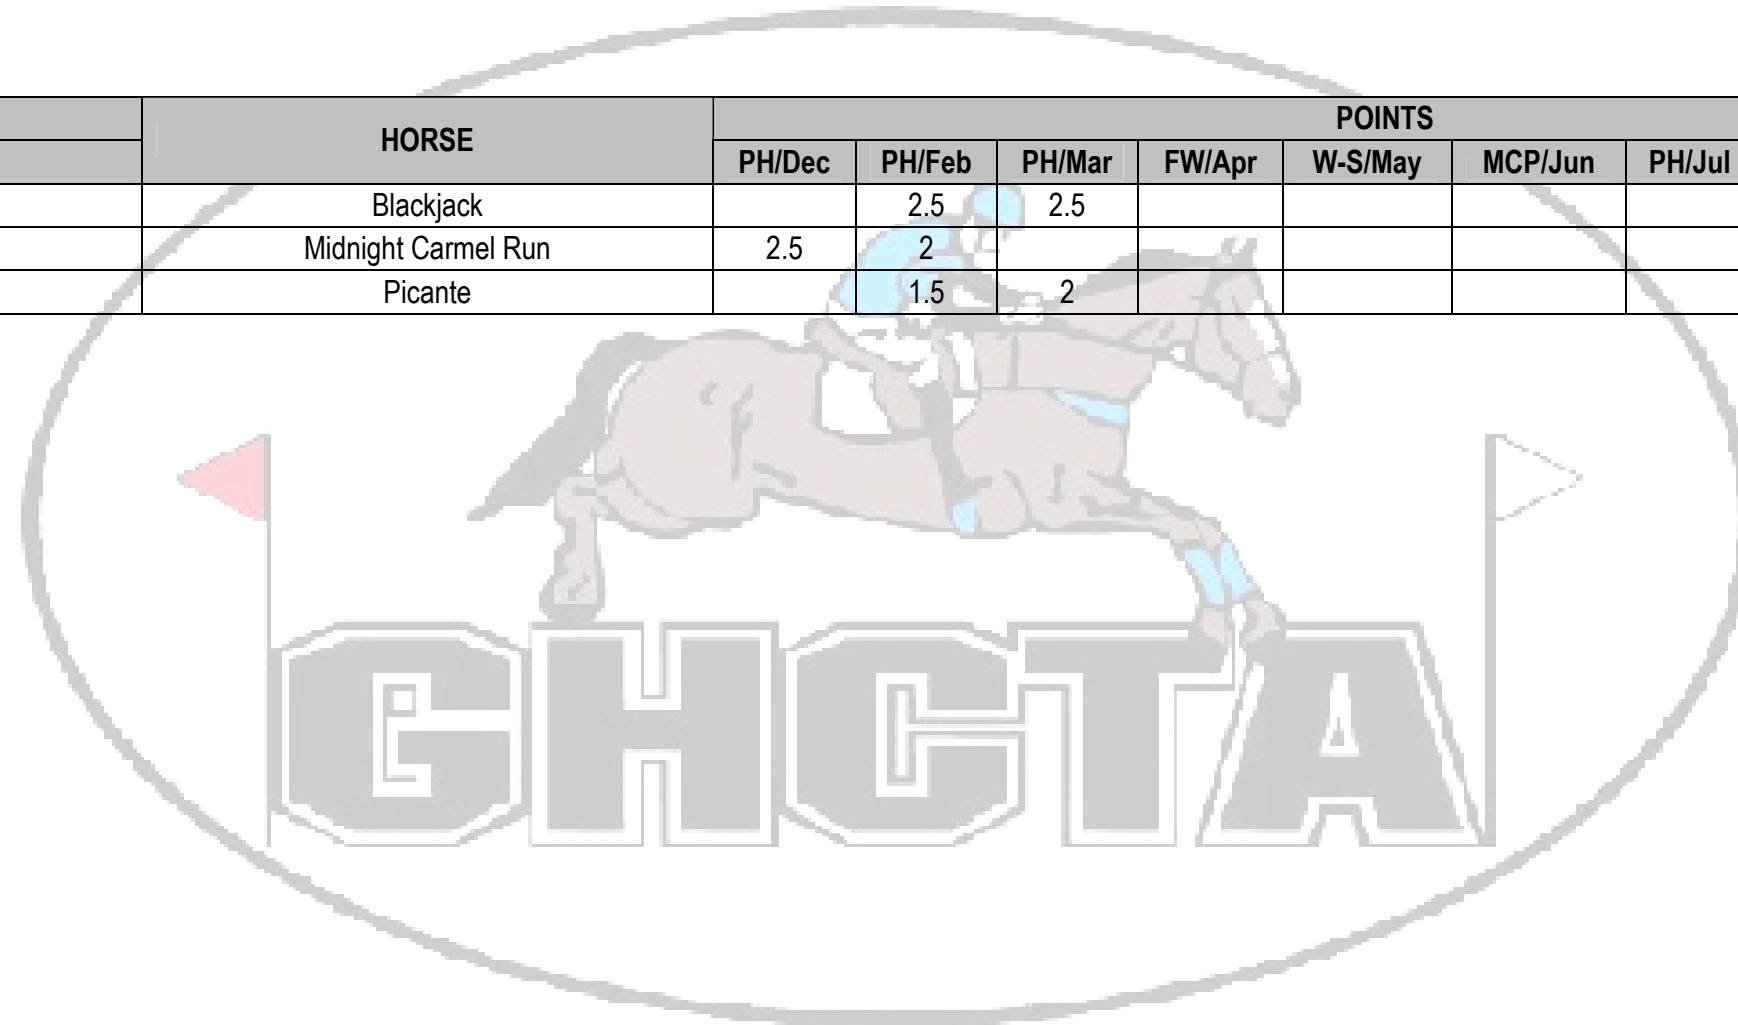 HORSE POINTS
PH/Dec PH/Feb PH/Mar FW/Apr W-S/May MCP/Jun PH/Jul
Blackjack 2.5 2.5
Midnight Carmel Run 2.5 2
Picante 1.5 2
GHCTA